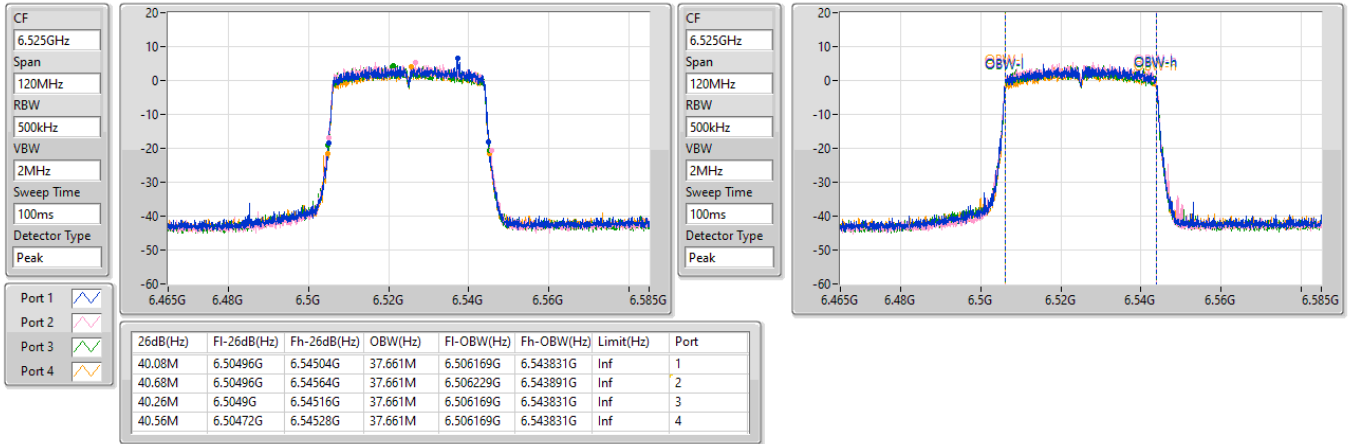 CF
6.525GHz
Span
120MHz
RBW
500kHz
VBW
2MHz
Sweep Time
100ms
Detector Type
Peak
20
10
0
-10
-20
-30
-40
-50
-60
6.465G 6.48G 6.5G 6.52G 6.54G 6.56G 6.585G
CF
6.525GHz
Span
120MHz
RBW
500kHz
VBW
2MHz
Sweep Time
100ms
Detector Type
Peak
20
10
0
-10
-20
-30
-40
-50
-60
OBW-l OBW-h
6.465G 6.48G 6.5G 6.52G 6.54G 6.56G 6.585G
Port 1
Port 2
Port 3
Port 4
26dB(Hz) Fl-26dB(Hz) Fh-26dB(Hz) OBW(Hz) Fl-OBW(Hz) Fh-OBW(Hz) Limit(Hz) Port
40.08M 6.50496G 6.54504G 37.661M 6.506169G 6.543831G Inf 1
40.68M 6.50496G 6.54564G 37.661M 6.506229G 6.543891G Inf 2
40.26M 6.5049G 6.54516G 37.661M 6.506169G 6.543831G Inf 3
40.56M 6.50472G 6.54528G 37.661M 6.506169G 6.543831G Inf 4